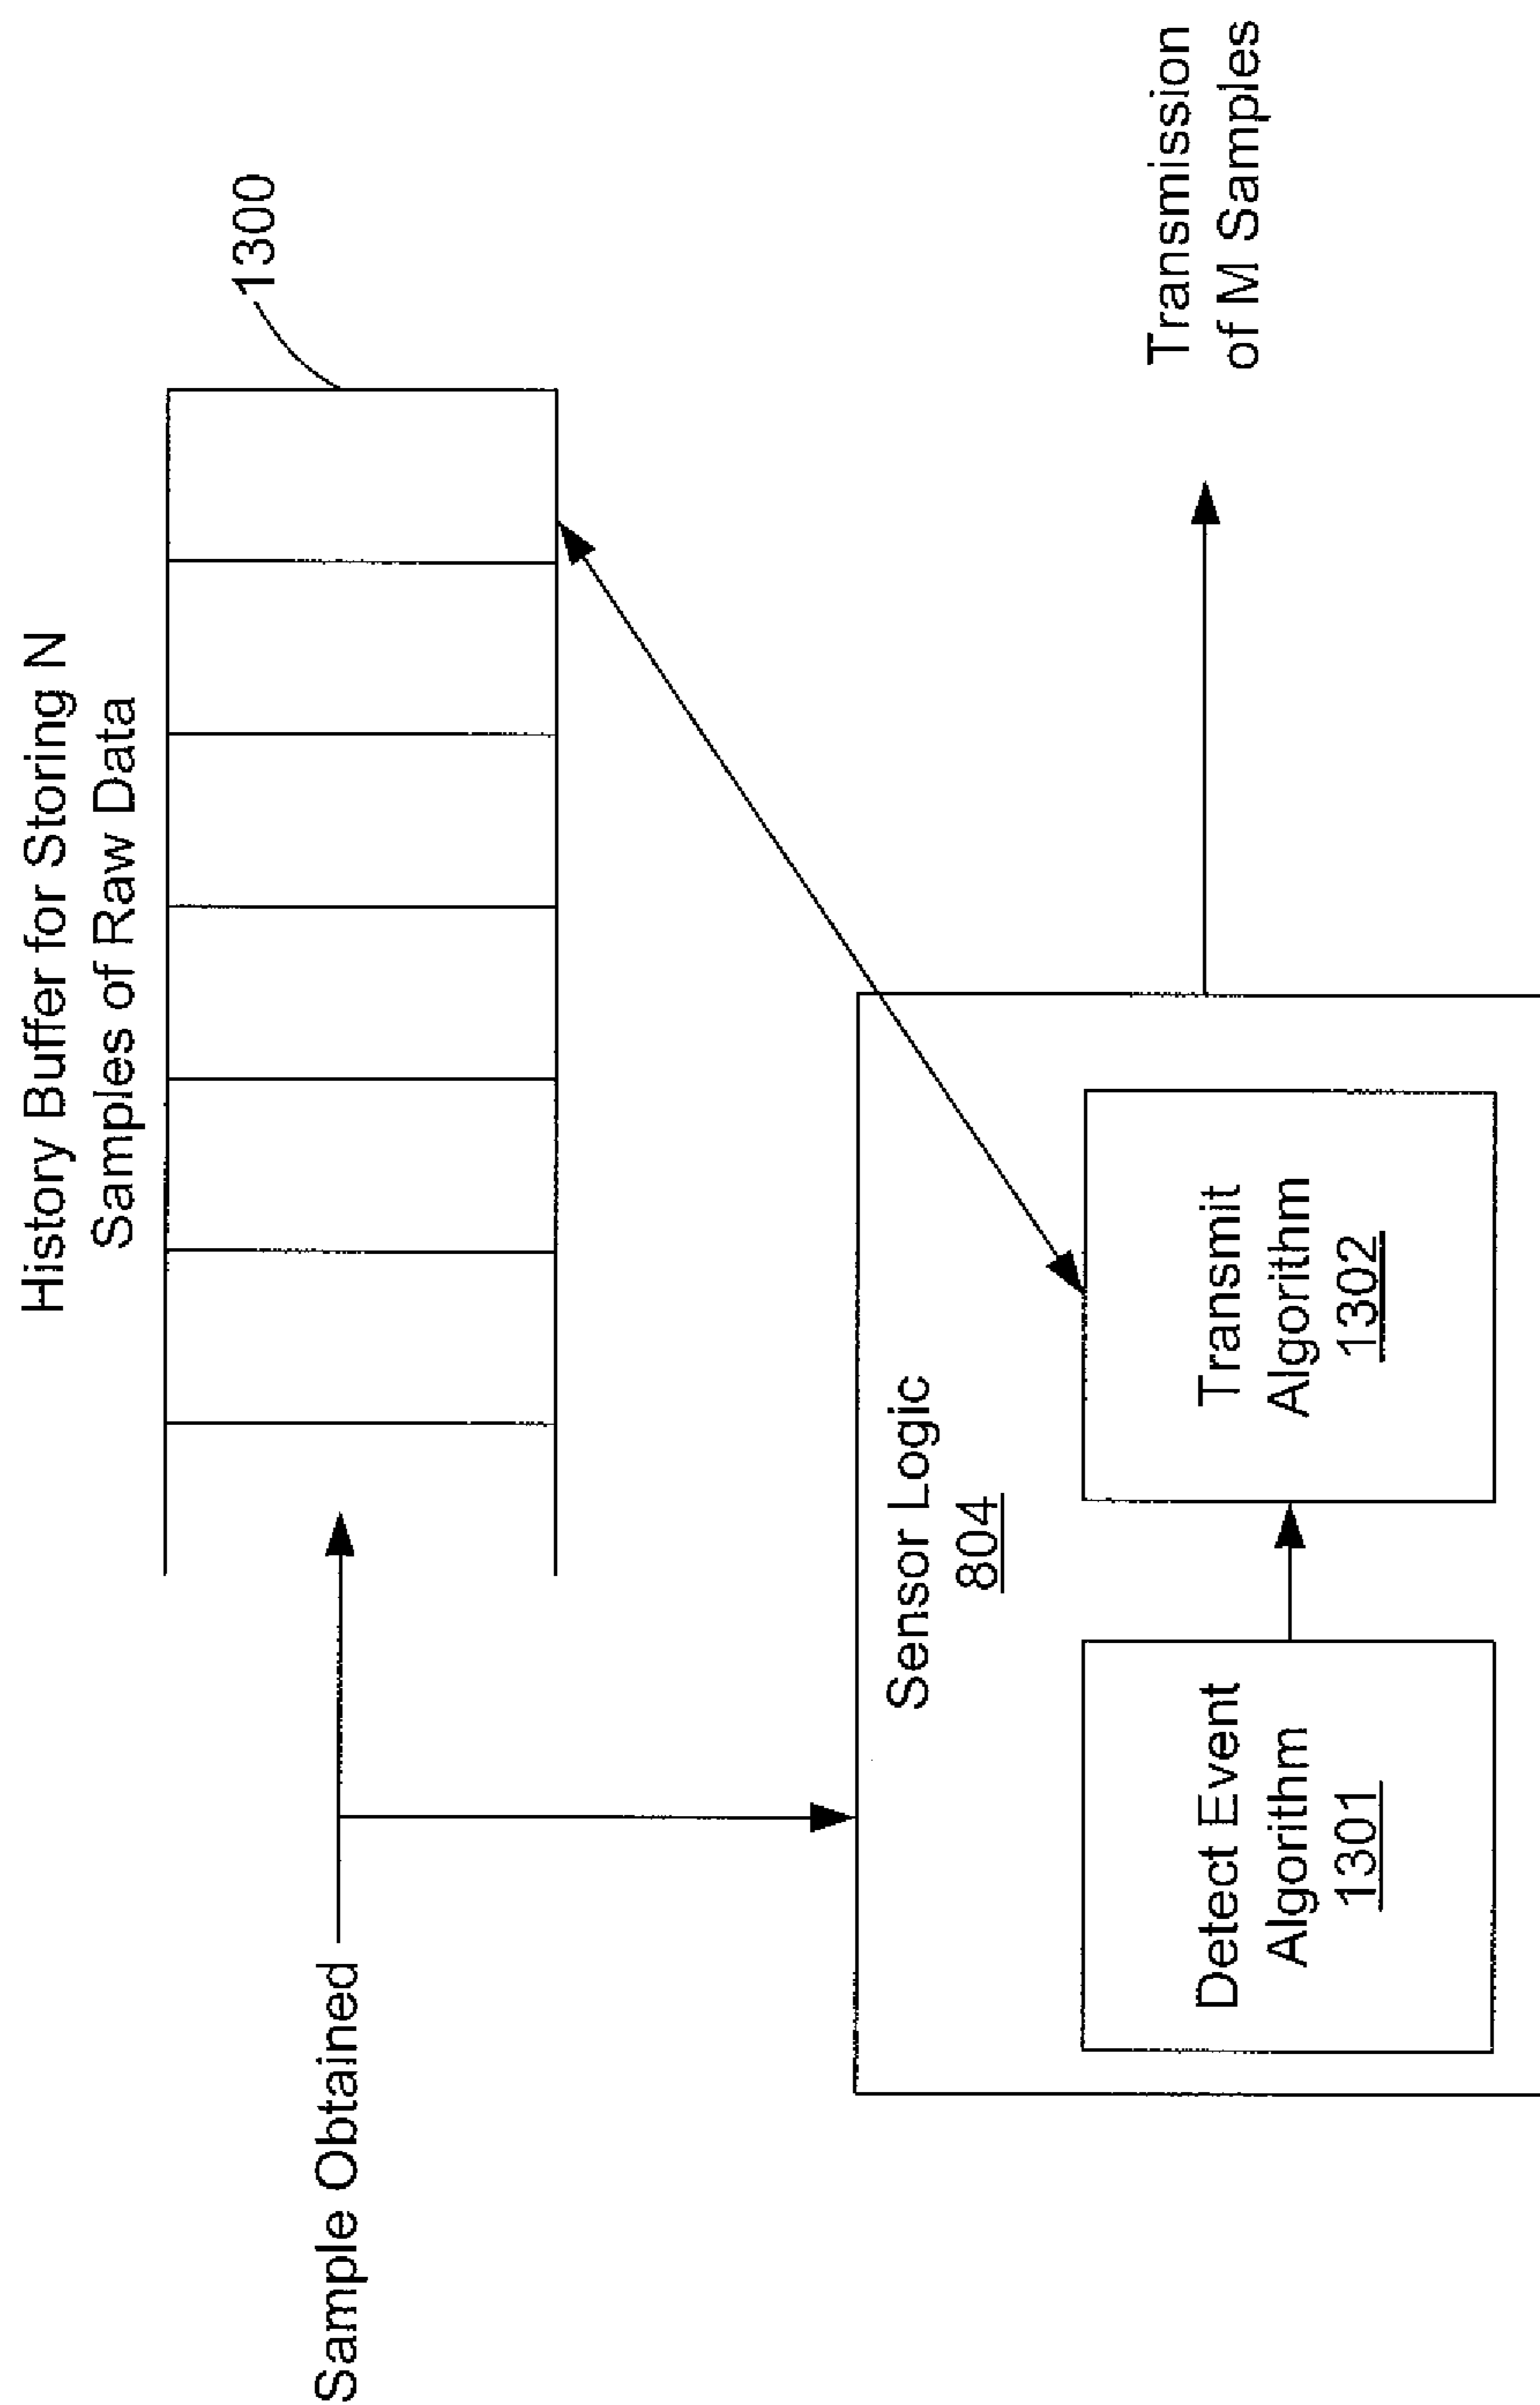 History Buffer for Storing N
Samples of Raw Data
1300
Sample Obtained
Sensor Logic
804
Detect Event
Algorithm
1301
Transmit
Algorithm
1302
Transmission
of M Samples